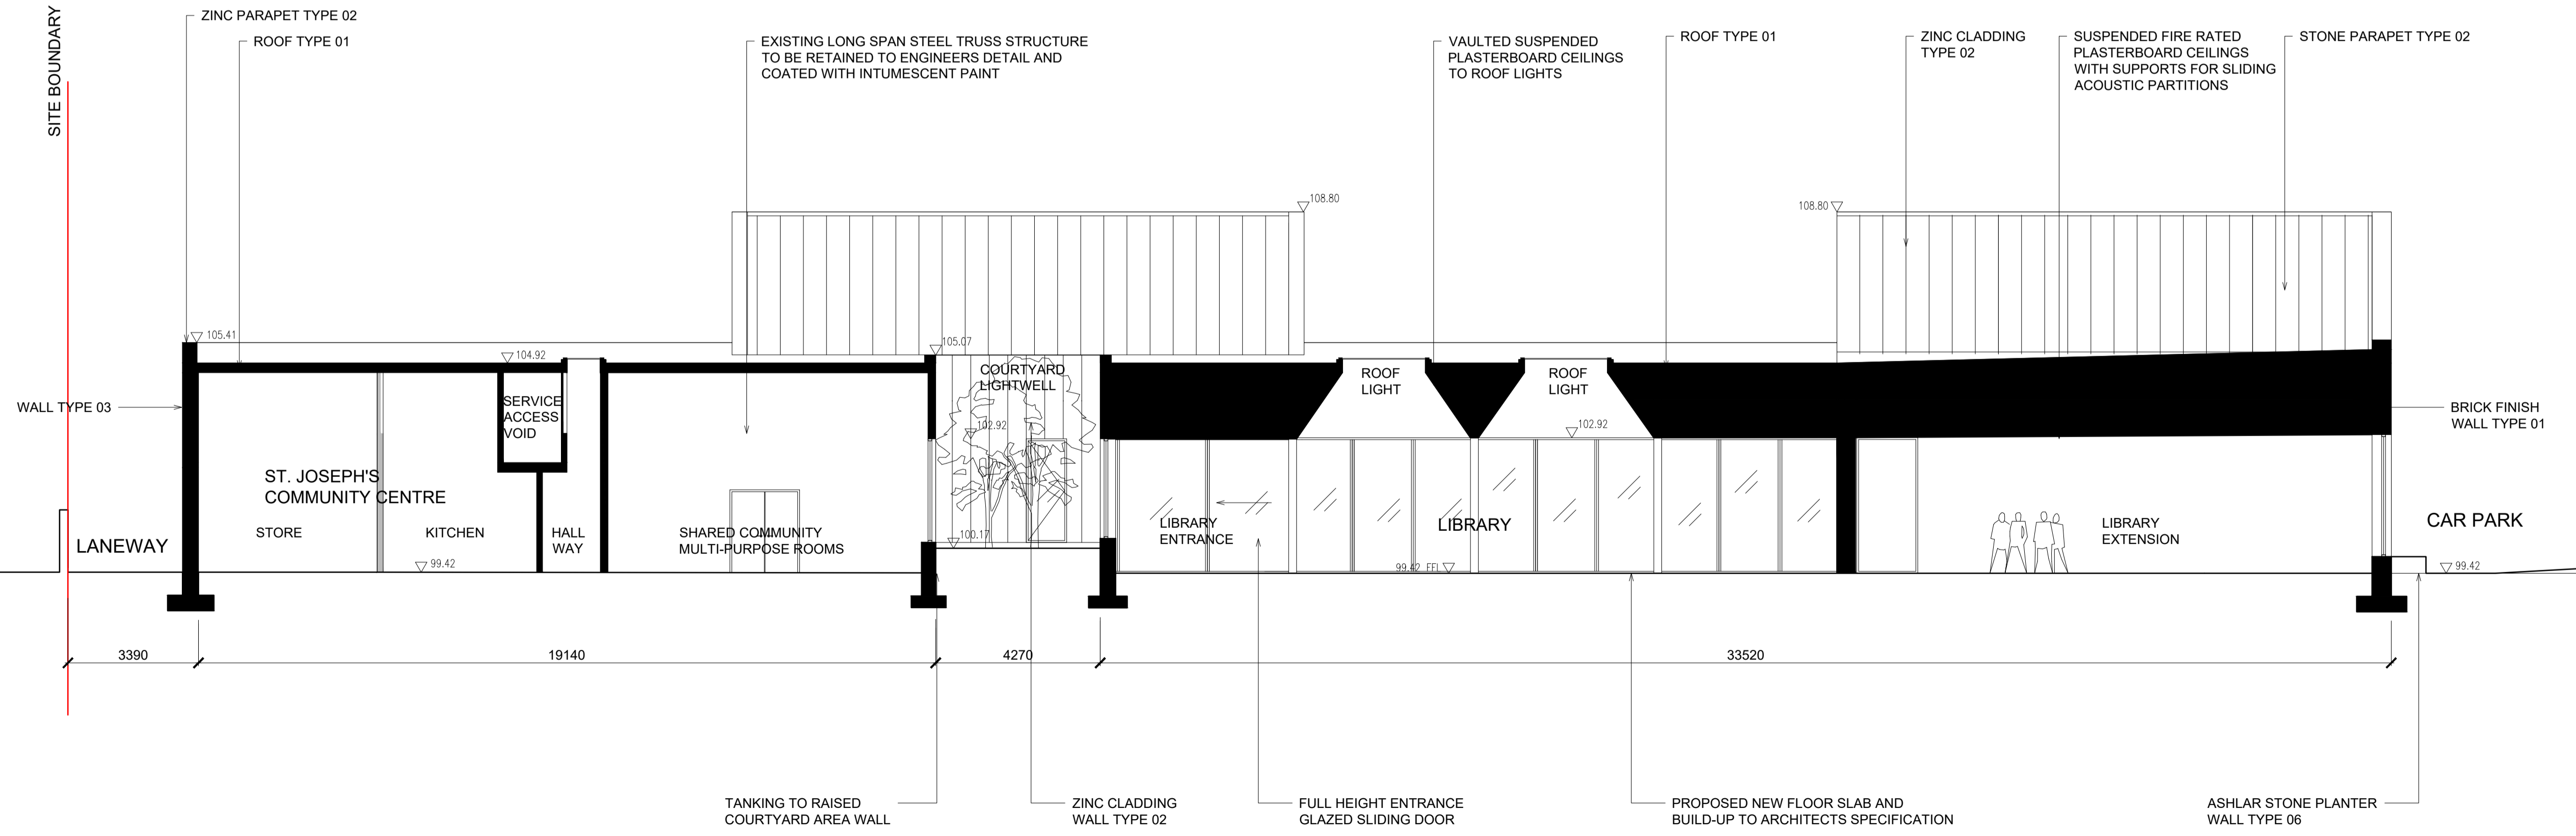 SITE BOUNDARY
ZINC PARAPET TYPE 02
ROOF TYPE 01
EXISTING LONG SPAN STEEL TRUSS STRUCTURE
TO BE RETAINED TO ENGINEERS DETAIL AND
COATED WITH INTUMESCENT PAINT
VAULTED SUSPENDED
PLASTERBOARD CEILINGS
TO ROOF LIGHTS
ROOF TYPE 01
ZINC CLADDING
TYPE 02
SUSPENDED FIRE RATED
PLASTERBOARD CEILINGS
WITH SUPPORTS FOR SLIDING
ACOUSTIC PARTITIONS
STONE PARAPET TYPE 02
108.80
108.80
105.41
104.92
105.07
COURTYARD
LIGHTWELL
ROOF
LIGHT
ROOF
LIGHT
WALL TYPE 03
SERVICE
ACCESS
VOID
102.92
102.92
BRICK FINISH
WALL TYPE 01
ST. JOSEPH'S
COMMUNITY CENTRE
LANEWAY
STORE
KITCHEN
HALL
WAY
SHARED COMMUNITY
MULTI-PURPOSE ROOMS
100.17
LIBRARY
ENTRANCE
LIBRARY
LIBRARY
EXTENSION
CAR PARK
99.42
99.42 FFL
99.42
3390
19140
4270
33520
TANKING TO RAISED
COURTYARD AREA WALL
ZINC CLADDING
WALL TYPE 02
FULL HEIGHT ENTRANCE
GLAZED SLIDING DOOR
PROPOSED NEW FLOOR SLAB AND
BUILD-UP TO ARCHITECTS SPECIFICATION
ASHLAR STONE PLANTER
WALL TYPE 06